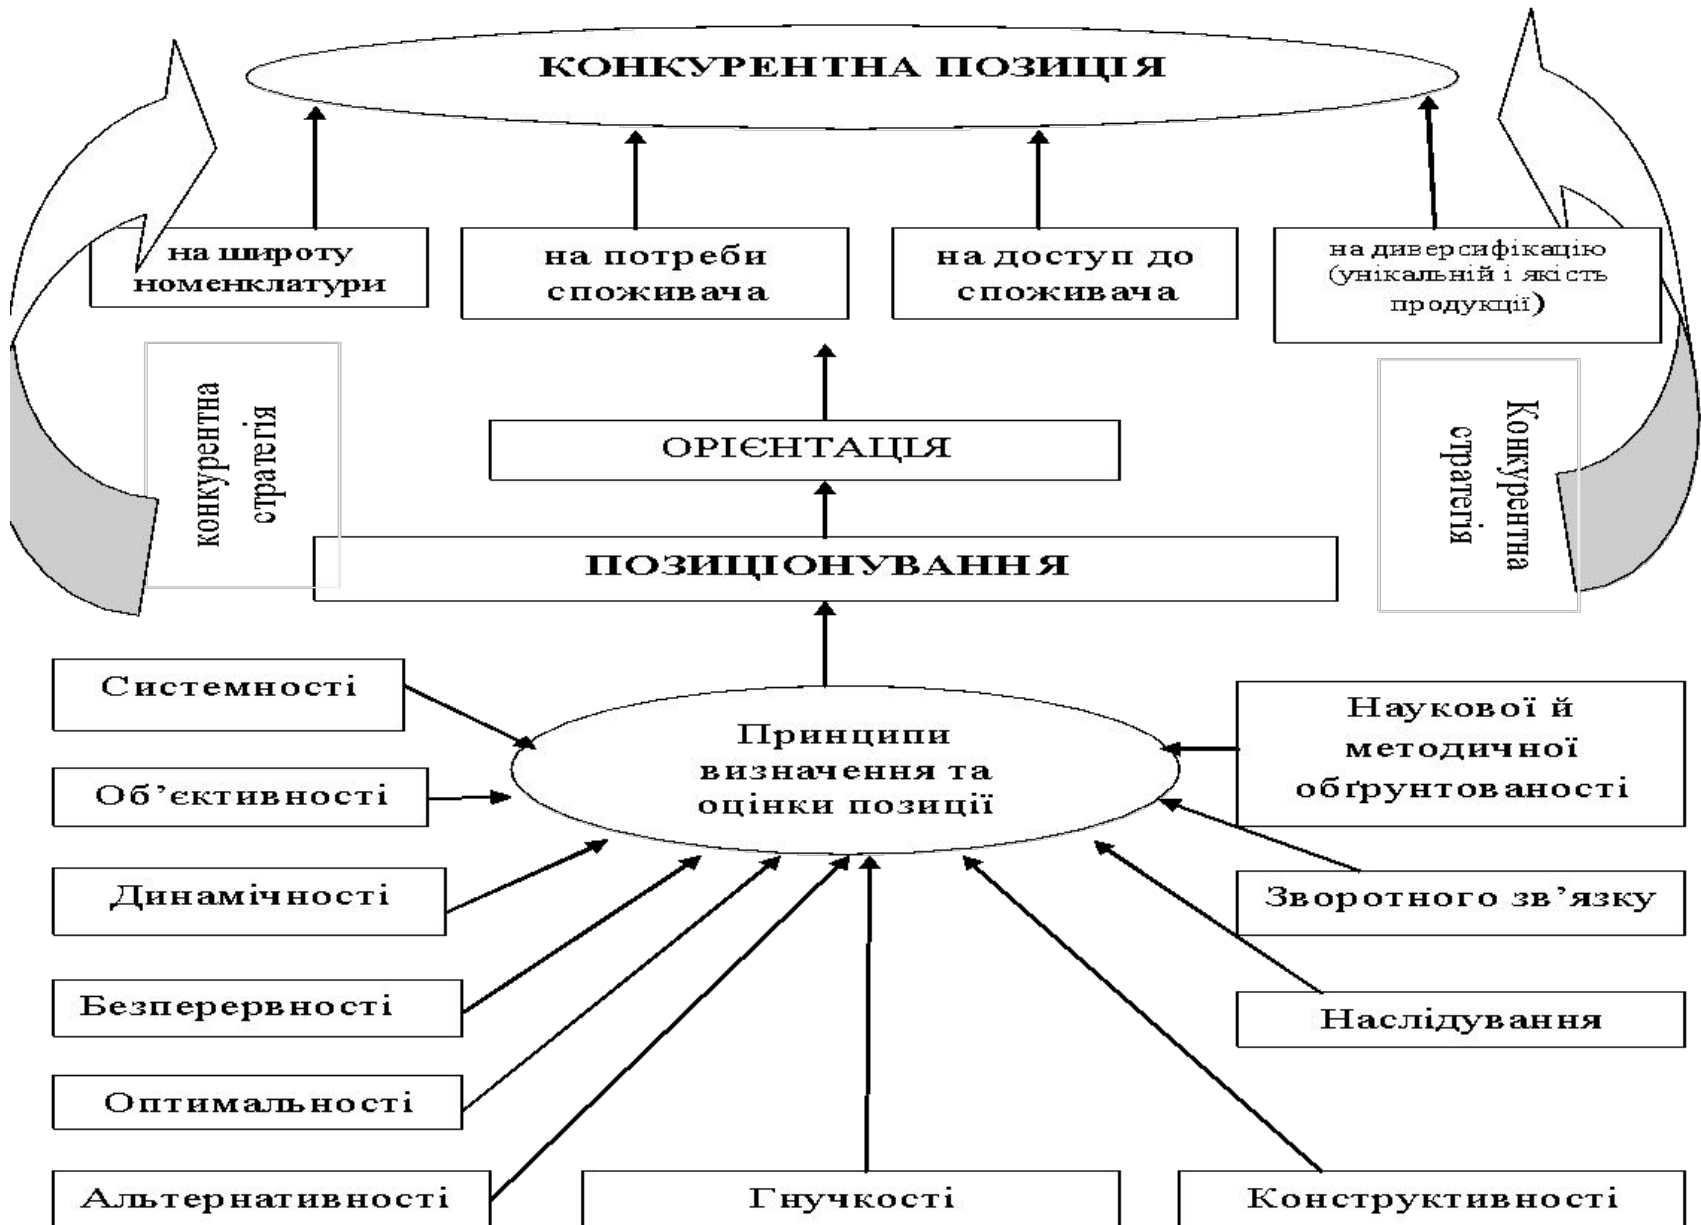 КОНКУРЕНТНА ПОЗИЦІЯ
на широту
номенклатури
на потреби
споживача
на доступ до
споживача
на диверсифікацію
(унікальній і якість
продукції)
конкурентна
стратегія
Конкурентна
стратегія
ОРІЄНТАЦІЯ
ПОЗИЦІОНУВАННЯ
Системності
Об’єктивності
Динамічності
Безперервності
Оптимальності
Альтернативності
Принципи
визначення та
оцінки позиції
Гнучкості
Наукової й
методичної
обґрунтованості
Зворотного зв’язку
Наслідування
Конструктивності